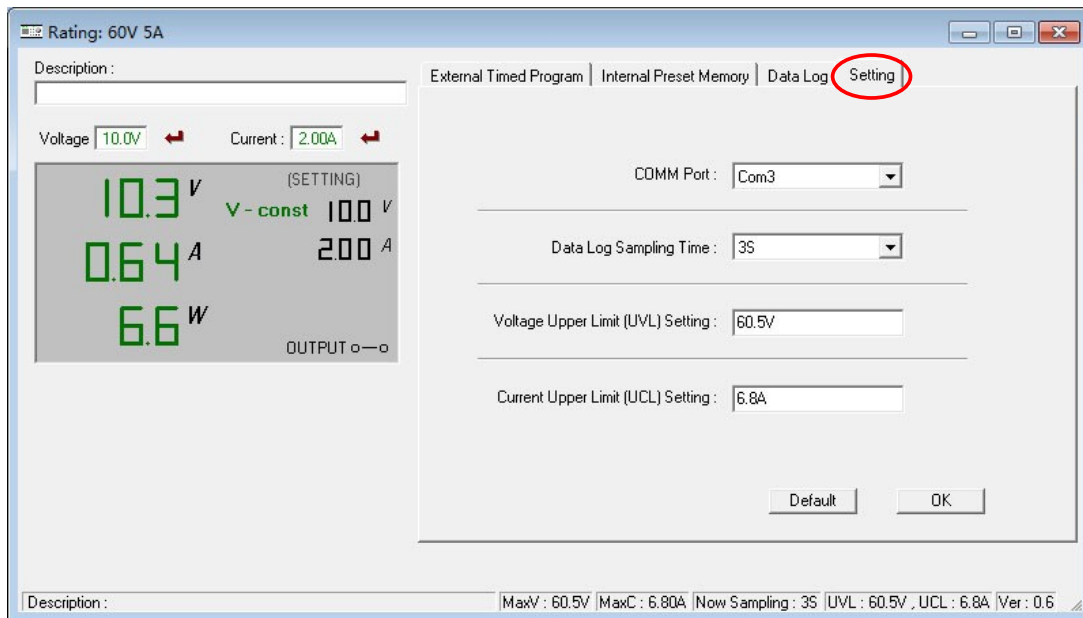 Rating: 60V 5A
Description :
Voltage 10.0V Current : 2.00A
10.3 V
0.64 A
6.6 W
(SETTING)
V - const 10.0 V
2.00 A
OUTPUT
External Timed Program Internal Preset Memory Data Log Setting
COMM Port : Com3
Data Log Sampling Time : 3S
Voltage Upper Limit (UVL) Setting : 60.5V
Current Upper Limit (UCL) Setting : 6.8A
Default OK
Description : MaxV : 60.5V MaxC : 6.80A Now Sampling : 3S UVL : 60.5V , UCL : 6.8A Ver : 0.6